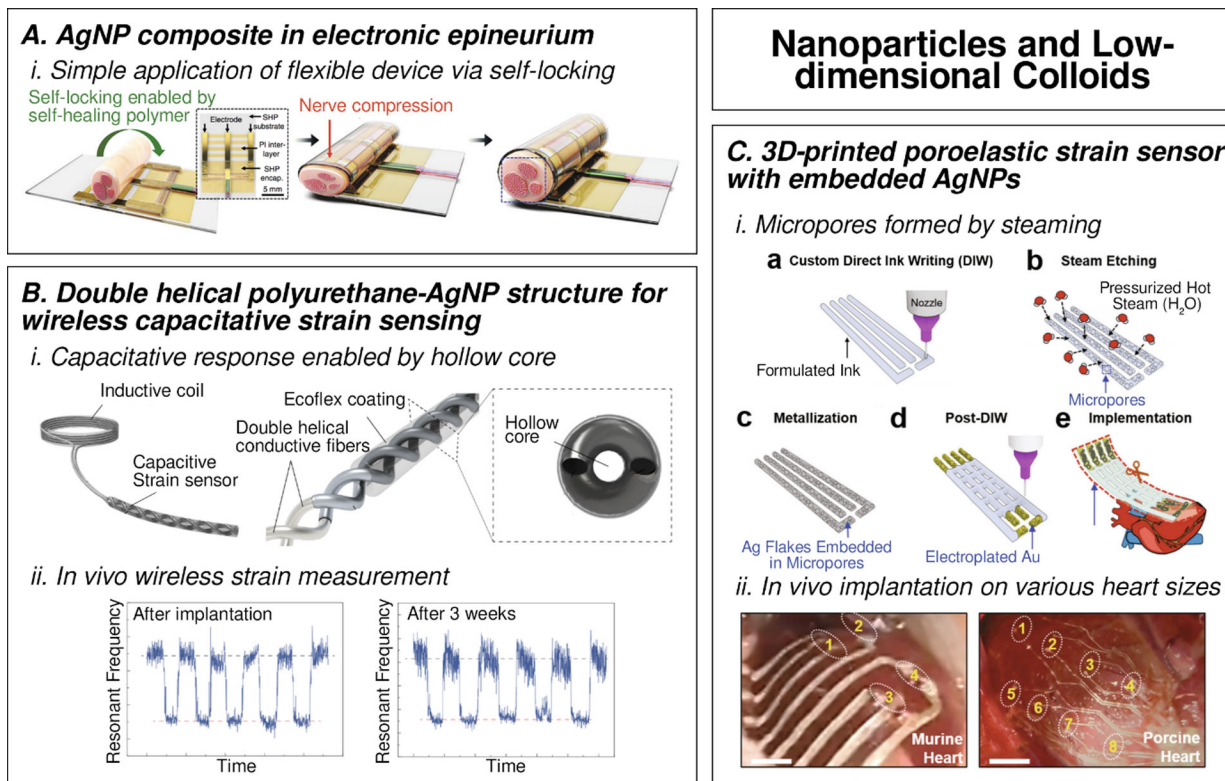 A. AgNP composite in electronic epineurium
i. Simple application of flexible device via self-locking
Self-locking enabled by
self-healing polymer
Electrode
SHP
substrate
PI inter-
layer
SHP
encap.
5 mm
Nerve compression
B. Double helical polyurethane-AgNP structure for
wireless capacitative strain sensing
i. Capacitative response enabled by hollow core
Inductive coil
Capacitive
Strain sensor
Ecoflex coating
Double helical
conductive fibers
Hollow
core
ii. In vivo wireless strain measurement
Resonant Frequency
After implantation
Time
Resonant Frequency
After 3 weeks
Time
Nanoparticles and Low-
dimensional Colloids
C. 3D-printed poroelastic strain sensor
with embedded AgNPs
i. Micropores formed by steaming
a Custom Direct Ink Writing (DIW)
Nozzle
Formulated Ink
b Steam Etching
Pressurized Hot
Steam (H₂O)
Micropores
c Metallization
Ag Flakes Embedded
in Micropores
d Post-DIW
Electroplated Au
e Implementation
ii. In vivo implantation on various heart sizes
1
2
3
4
Murine
Heart
1
2
3
4
5
6
7
8
Porcine
Heart